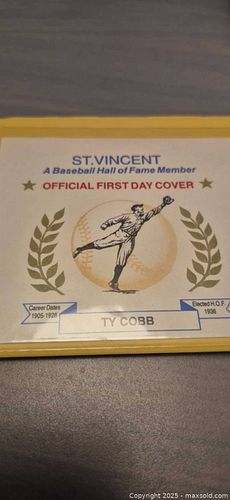 ST.VINCENT
A Baseball Hall of Fame Member
★ OFFICIAL FIRST DAY COVER ★
Career Dates
1905-1928
Elected H.O.F.
1936
TY COBB
Copyright © 2025 - maxsold.com